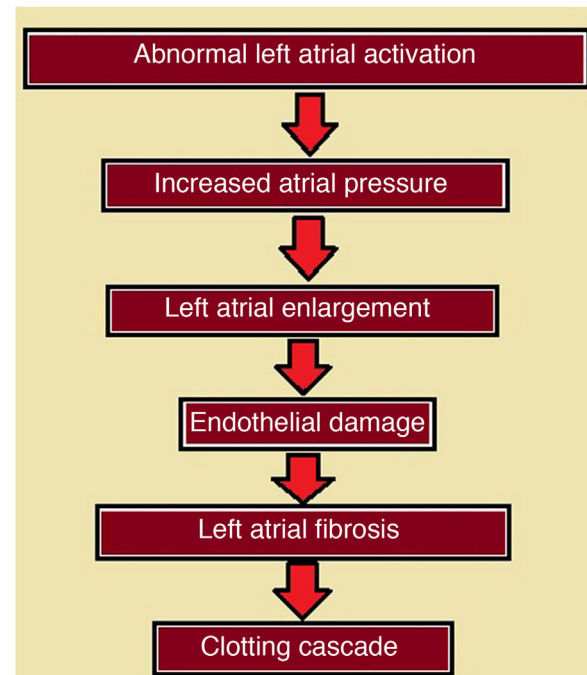 Abnormal left atrial activation
Increased atrial pressure
Left atrial enlargement
Endothelial damage
Left atrial fibrosis
Clotting cascade